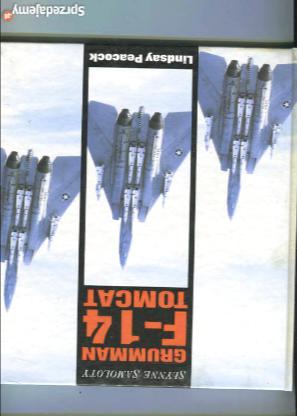 Sprzedajemy
SŁYNNE SAMOLOTY
GRUMMAN
F-14
TOMCAT
Lindsay Peacock